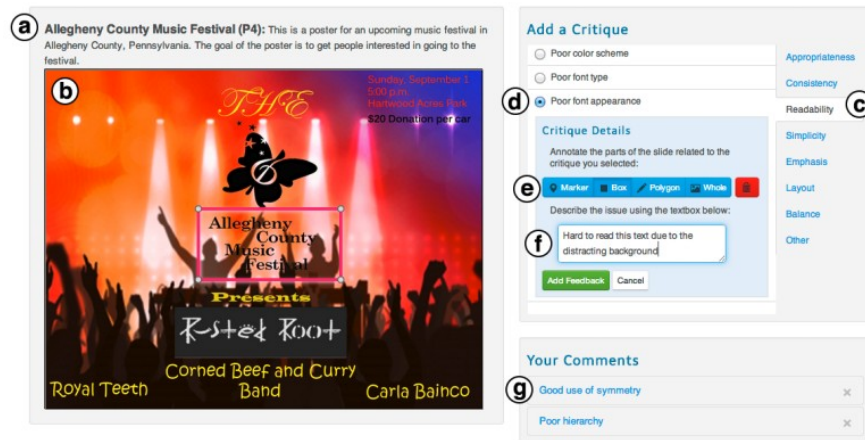 a
Allegheny County Music Festival (P4): This is a poster for an upcoming music festival in
Allegheny County, Pennsylvania. The goal of the poster is to get people interested in going to the
festival.
b
THE
Sunday, September 1
5:00 p.m
Hartwood Acres Park
$20 Donation per car
Allegheny
County
Music
Festival
Presents
Rusted Root
Corned Beef and Curry
Band
Royal Teeth
Carla Bainco
Add a Critique
Poor color scheme
Poor font type
d
Poor font appearance
Critique Details
Annotate the parts of the slide related to the
critique you selected:
e
Marker Box Polygon Whole
Describe the issue using the textbox below:
f
Hard to read this text due to the
distracting background
Add Feedback Cancel
Appropriateness
Consistency
Readability
c
Simplicity
Emphasis
Layout
Balance
Other
Your Comments
g
Good use of symmetry ×
Poor hierarchy ×